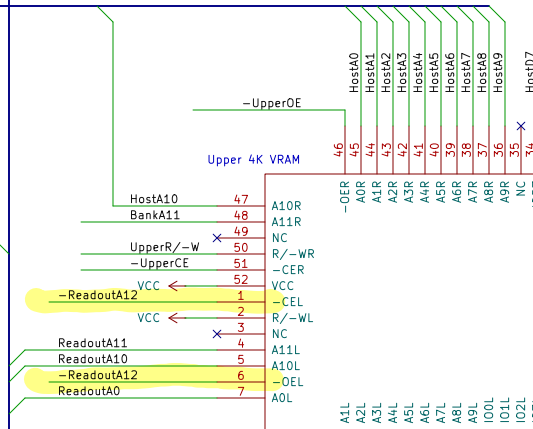 HostA0 HostA1 HostA2 HostA3 HostA4 HostA5 HostA6 HostA7 HostA8 HostA9 HostD7
-UpperOE
46 45 44 43 42 41 40 39 38 37 36 35 34
Upper 4K VRAM
-OER A0R A1R A2R A3R A4R A5R A6R A7R A8R A9R NC
HostA10 47 A10R
BankA11 48 A11R
49 NC
UpperR/-W 50 R/-WR
-UpperCE 51 -CER
VCC 52 VCC
-ReadoutA12 1 -CEL
VCC 2 R/-WL
3 NC
ReadoutA11 4 A11L
ReadoutA10 5 A10L
-ReadoutA12 6 -OEL
ReadoutA0 7 A0L
A1L A2L A3L A4L A5L A6L A7L A8L A9L IO0L IO1L IO2L